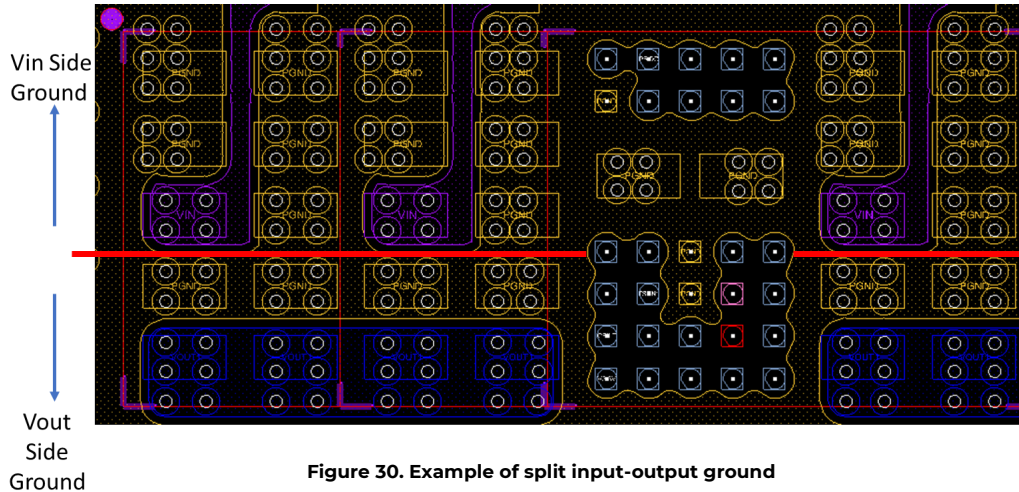 Vin Side
Ground
PGND PGND PGND PGND PGND PGND
PGND PGND
PGND PGND PGND PGND PGND PGND
VIN PGND VIN PGND VIN PGND
PGND PGND PGND PGND PGND PGND
VOUT VOUT VOUT VOUT VOUT VOUT
Vout
Side
Ground
Figure 30. Example of split input-output ground